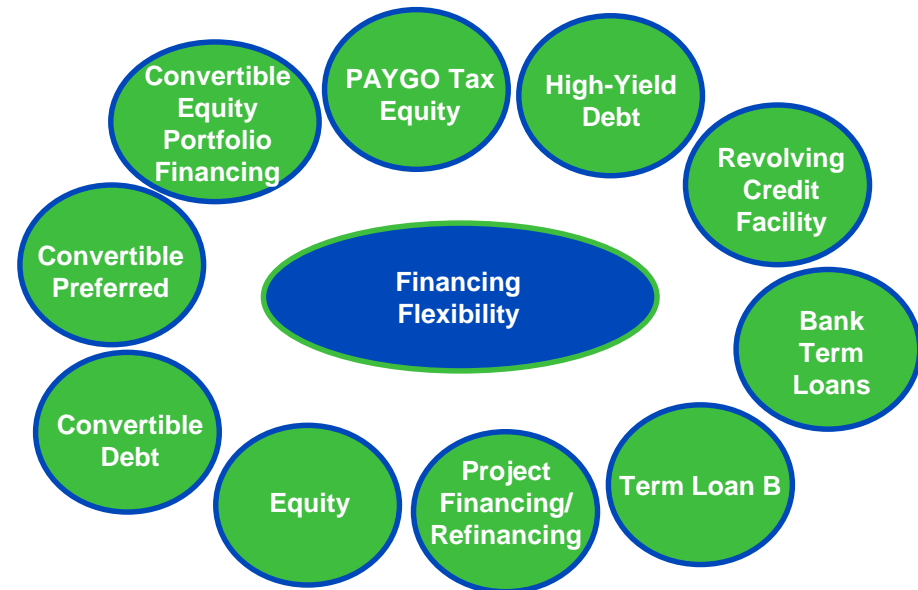 Convertible
Equity
Portfolio
Financing
PAYGO Tax
Equity
High-Yield
Debt
Revolving
Credit
Facility
Convertible
Preferred
Financing
Flexibility
Bank
Term
Loans
Convertible
Debt
Equity
Project
Financing/
Refinancing
Term Loan B